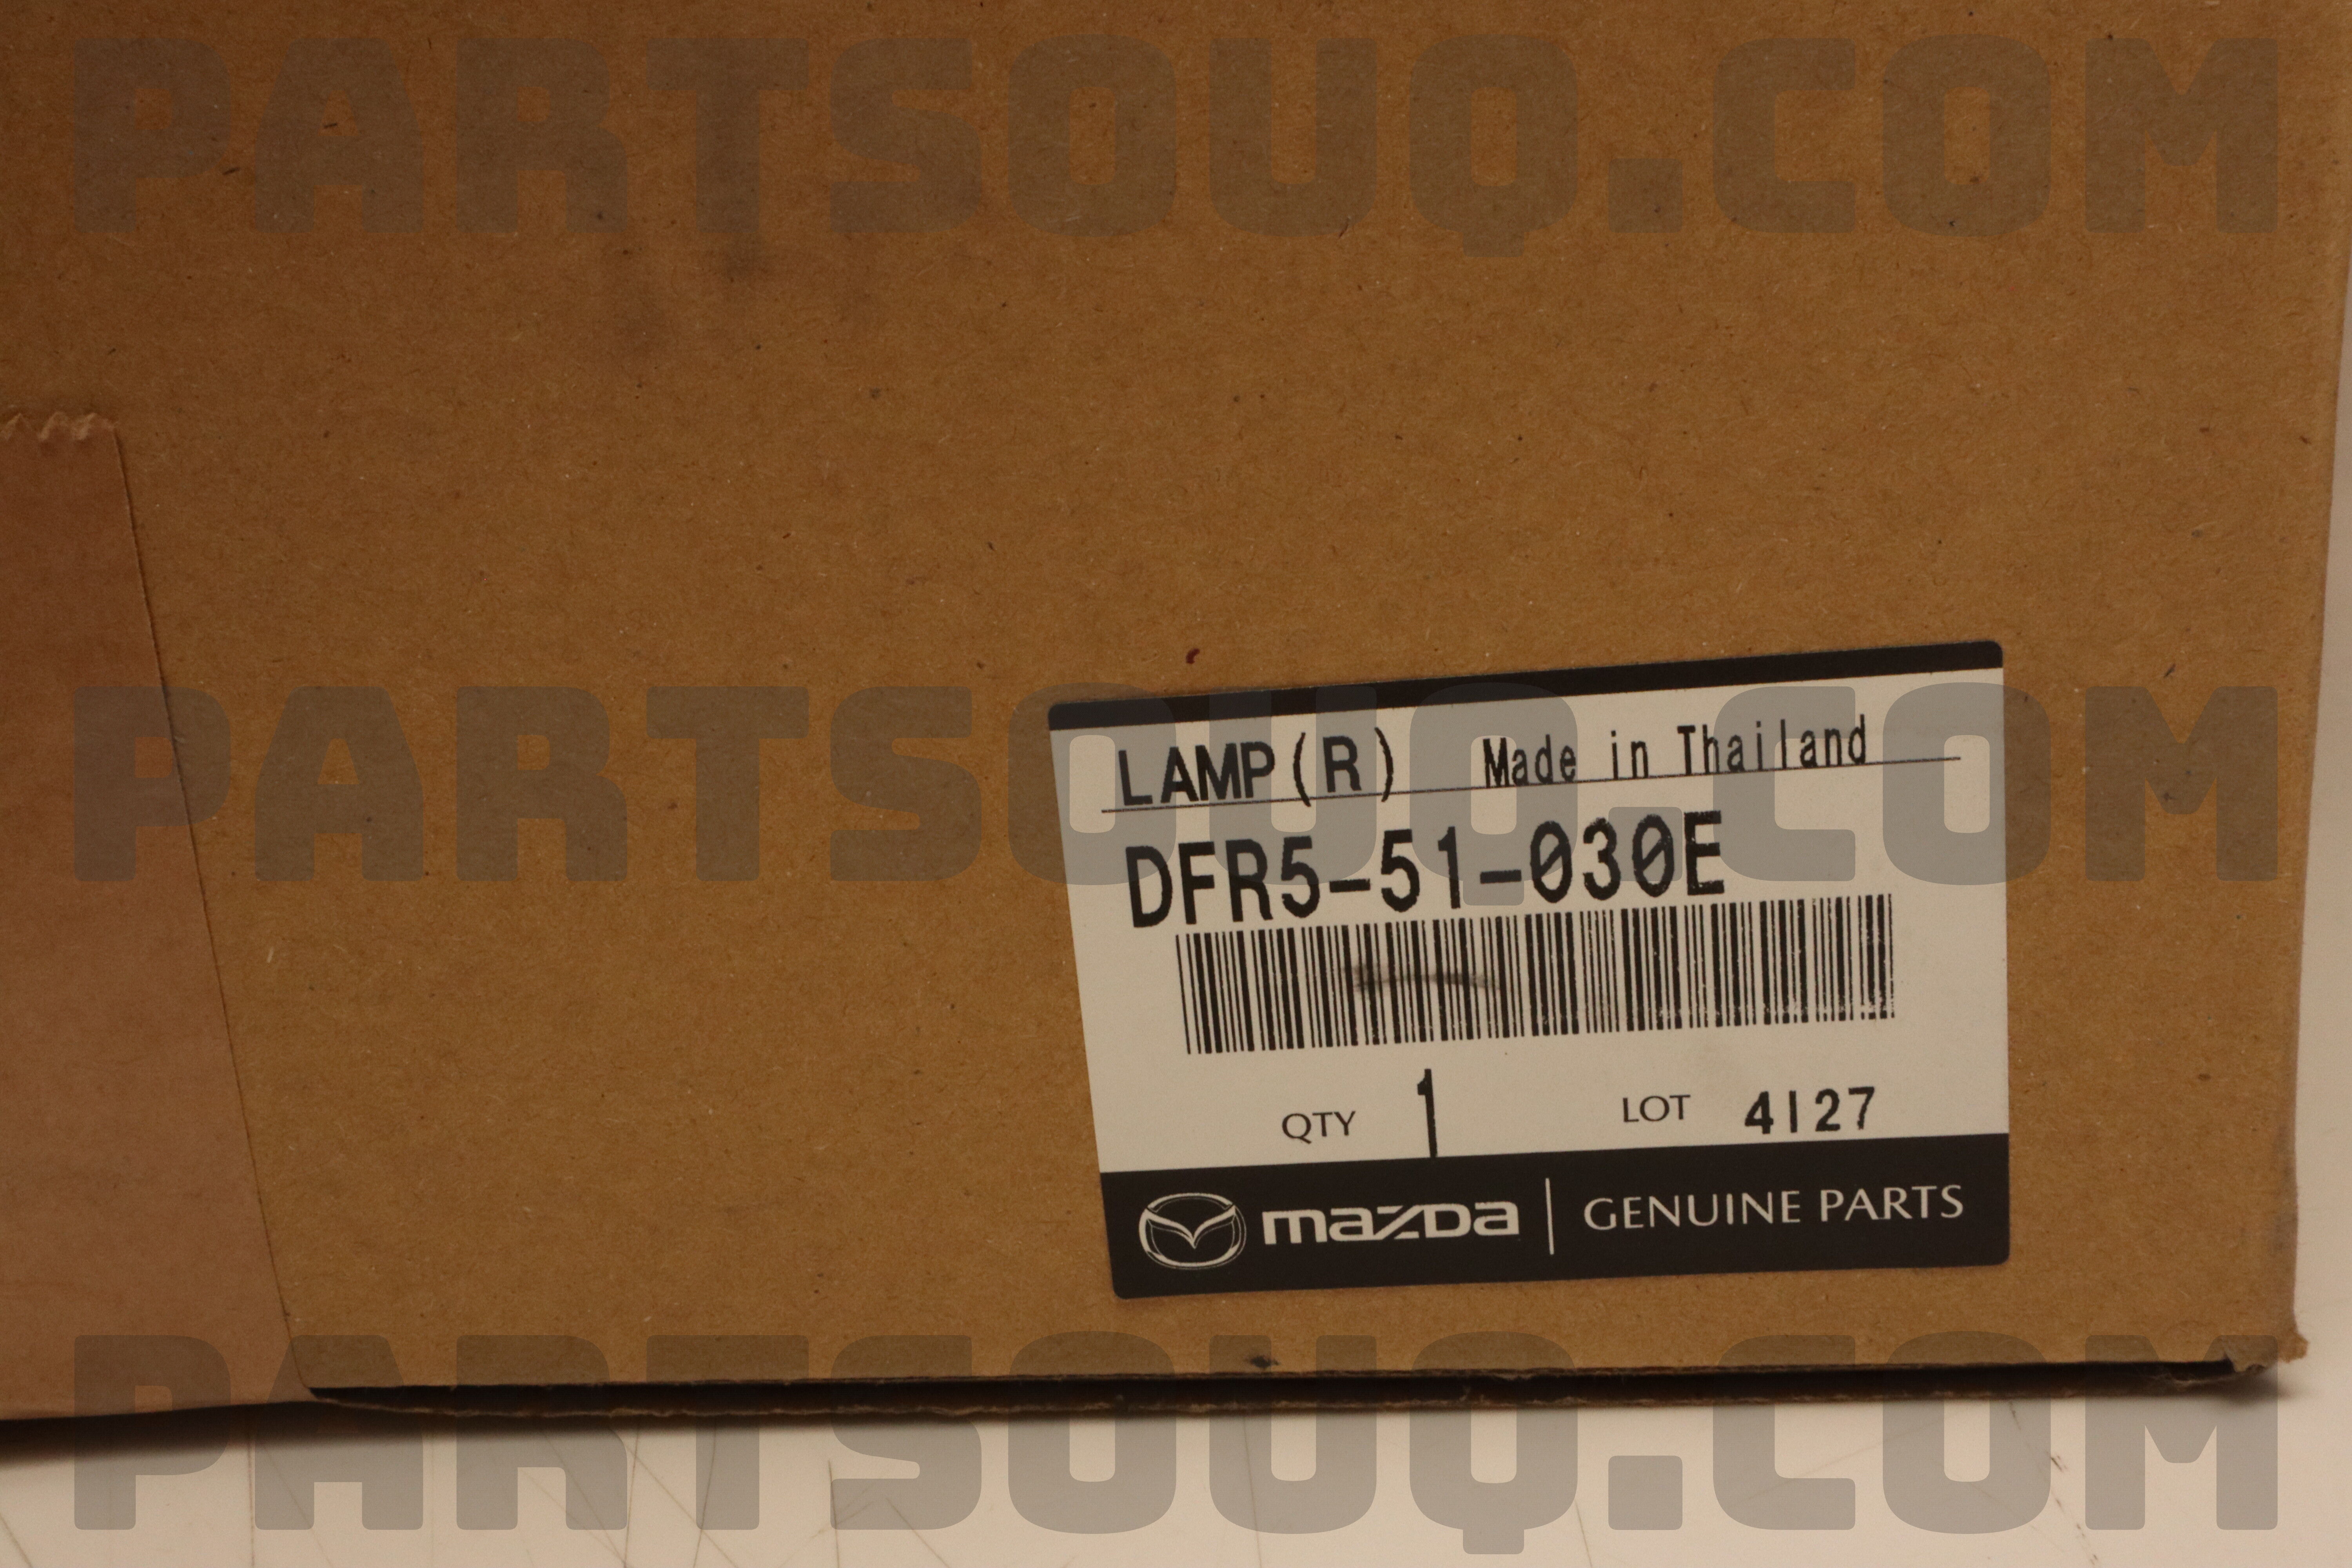 PARTSOUQ.COM
PARTSOUQ.COM
LAMP(R) Made in Thailand
DFR5-51-030E
QTY 1 LOT 4127
mazda GENUINE PARTS
PARTSOUQ.COM